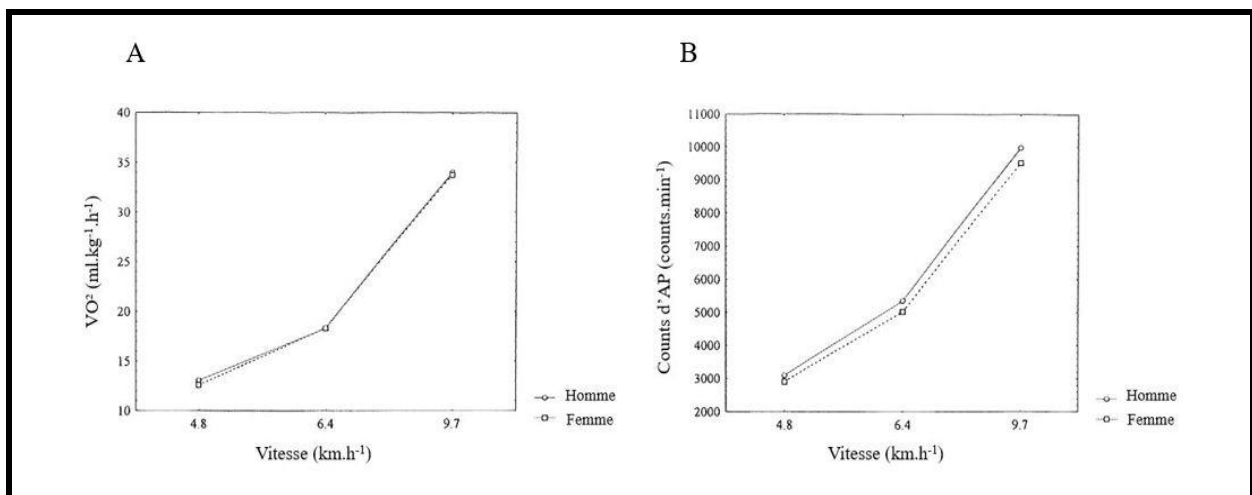 A
40
35
30
25
20
15
10
VO² (ml.kg⁻¹.h⁻¹)
4.8 6.4 9.7
Vitesse (km.h⁻¹)
Homme
Femme
B
11000
10000
9000
8000
7000
6000
5000
4000
3000
2000
Counts d’AP (counts.min⁻¹)
4.8 6.4 9.7
Vitesse (km.h⁻¹)
Homme
Femme